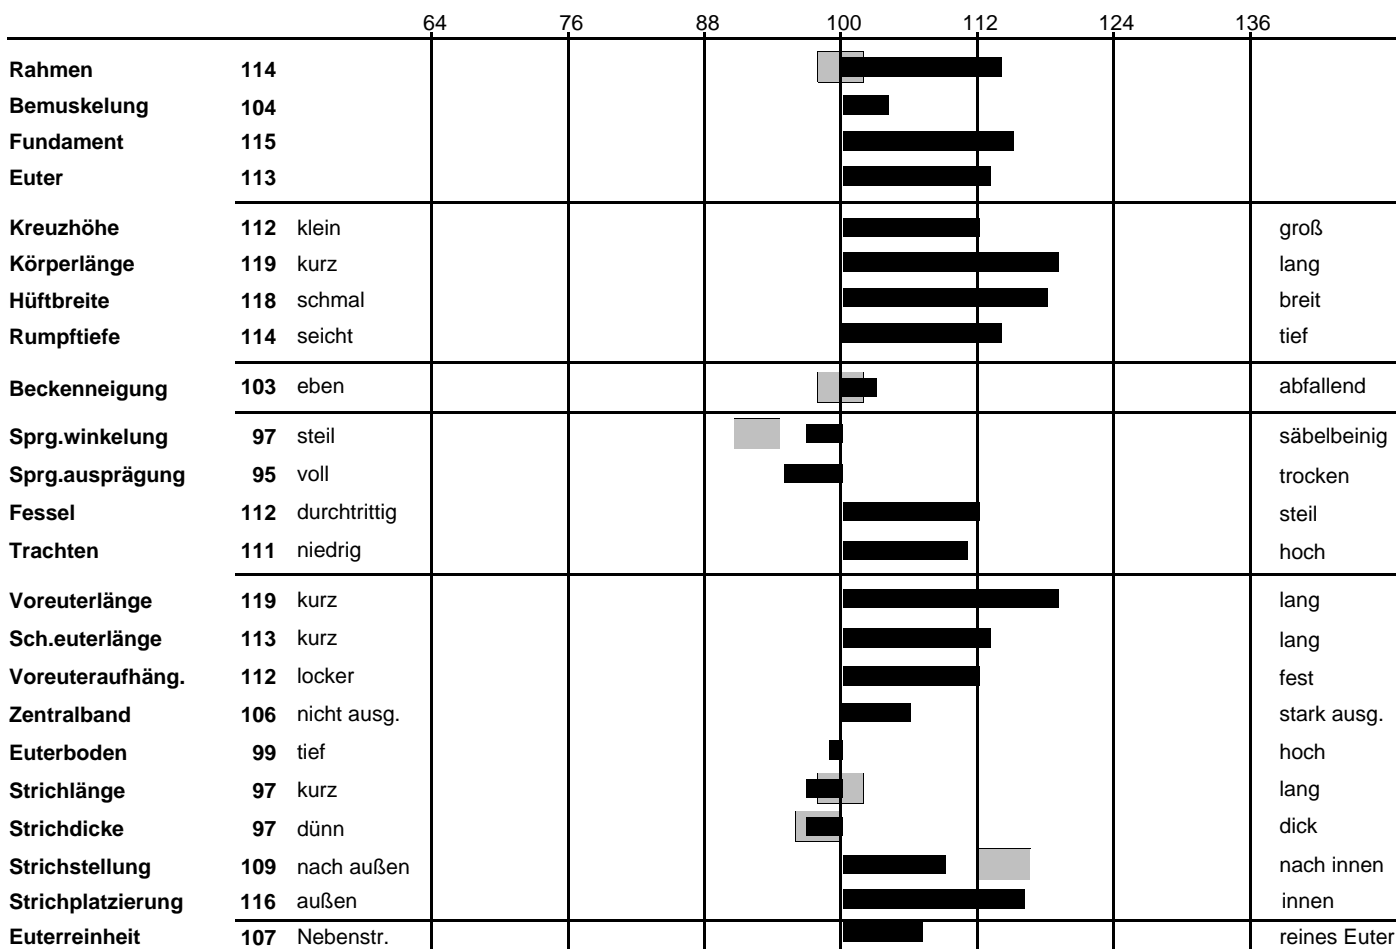 64 76 88 100 112 124 136
Rahmen 114
Bemuskelung 104
Fundament 115
Euter 113
Kreuzhöhe 112 klein groß
Körperlänge 119 kurz lang
Hüftbreite 118 schmal breit
Rumpftiefe 114 seicht tief
Beckenneigung 103 eben abfallend
Sprg.winkelung 97 steil säbelbeinig
Sprg.ausprägung 95 voll trocken
Fessel 112 durchtrittig steil
Trachten 111 niedrig hoch
Voreuterlänge 119 kurz lang
Sch.euterlänge 113 kurz lang
Voreuteraufhäng. 112 locker fest
Zentralband 106 nicht ausg. stark ausg.
Euterboden 99 tief hoch
Strichlänge 97 kurz lang
Strichdicke 97 dünn dick
Strichstellung 109 nach außen nach innen
Strichplatzierung 116 außen innen
Euterreinheit 107 Nebenstr. reines Euter